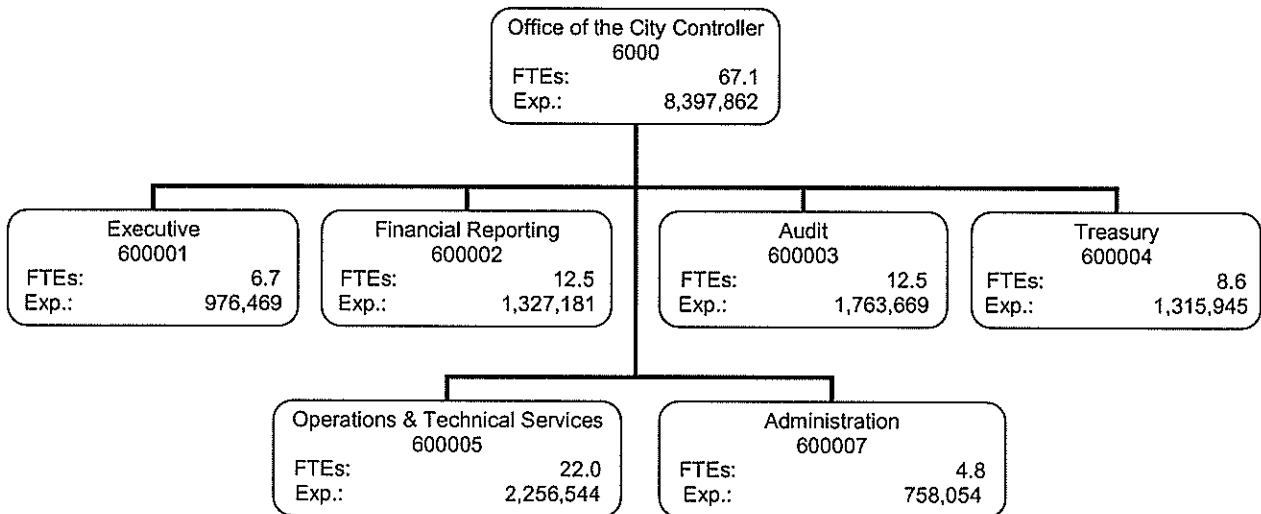 Office of the City Controller
6000
FTEs: 67.1
Exp.: 8,397,862
Executive
600001
FTEs: 6.7
Exp.: 976,469
Financial Reporting
600002
FTEs: 12.5
Exp.: 1,327,181
Audit
600003
FTEs: 12.5
Exp.: 1,763,669
Treasury
600004
FTEs: 8.6
Exp.: 1,315,945
Operations & Technical Services
600005
FTEs: 22.0
Exp.: 2,256,544
Administration
600007
FTEs: 4.8
Exp.: 758,054